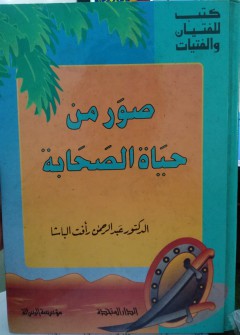 كتب
للفتيان
والفتيات
صور من
حياة الصحابة
الدكتور عبد الرحمن رأفت الباشا